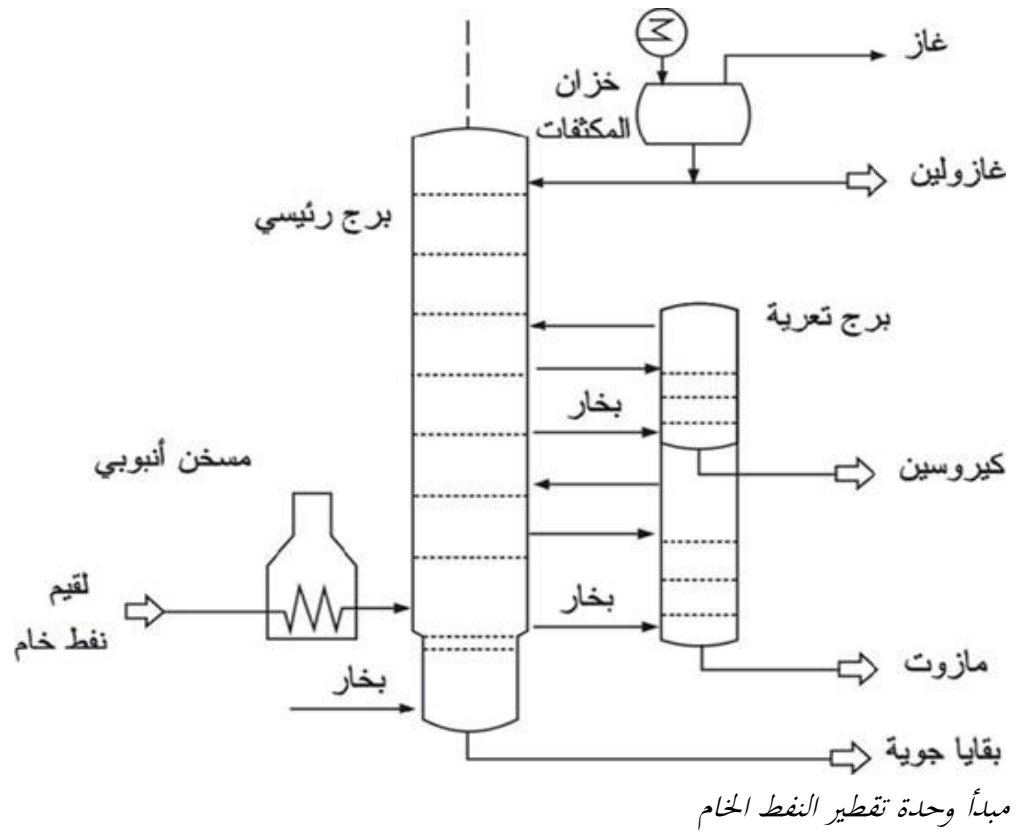 غاز
خزان
المكثفات
غازولين
برج رئيسي
برج تعرية
بخار
مسخن أنبوبي
كيروسين
لقيم
نفط خام
بخار
مازوت
بخار
بقايا جوية
مبدأ وحدة تقطير النفط الخام